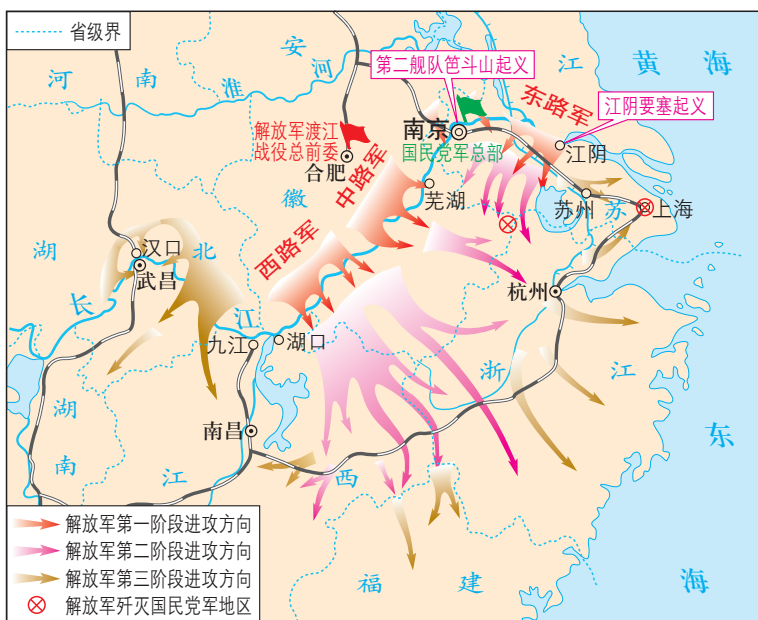 省级界
河
南
安
淮
河
江
黄
海
第二舰队笆斗山起义
东路军
江阴要塞起义
解放军渡江
战役总前委
合肥
南京
国民党军总部
江阴
中路军
徽
芜湖
苏州
苏
上海
湖
北
汉口
武昌
西路军
长
江
杭州
九江
湖口
浙
江
湖
南
南昌
江
西
东
海
福
建
解放军第一阶段进攻方向
解放军第二阶段进攻方向
解放军第三阶段进攻方向
解放军歼灭国民党军地区